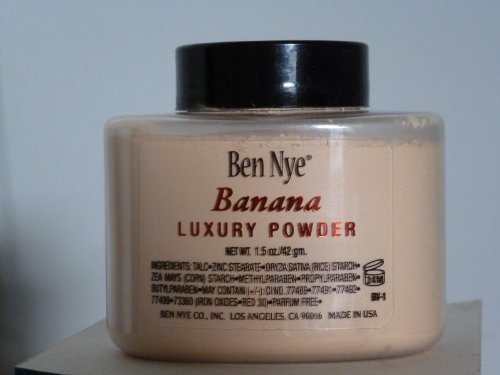 Ben Nye®
Banana
LUXURY POWDER
NET WT. 1.5 oz./42 gm.
INGREDIENTS: TALC•ZINC STEARATE•ORYZA SATIVA (RICE) STARCH•
ZEA MAYS (CORN) STARCH•METHYLPARABEN•PROPYLPARABEN•
BUTYLPARABEN•MAY CONTAIN (+/-): CI NO. 77489•77491•77492•
77499•73360 (IRON OXIDES•RED 30)•PARFUM FREE•
24M
BV-1
BEN NYE CO., INC. LOS ANGELES, CA 90016 MADE IN USA